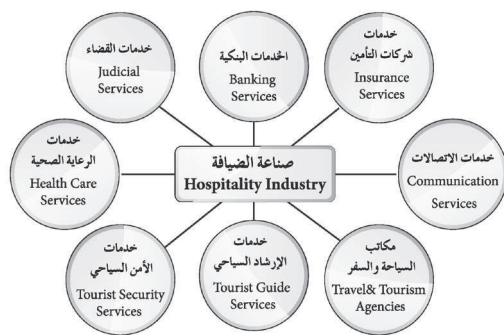 خدمات القضاء
Judicial
Services
الخدمات البنكية
Banking
Services
خدمات
شركات التأمين
Insurance
Services
خدمات
الرعاية الصحية
Health Care
Services
صناعة الضيافة
Hospitality Industry
خدمات الاتصالات
Communication
Services
خدمات
الأمن السياحي
Tourist Security
Services
خدمات
الإرشاد السياحي
Tourist Guide
Services
مكاتب
السياحة والسفر
Travel& Tourism
Agencies